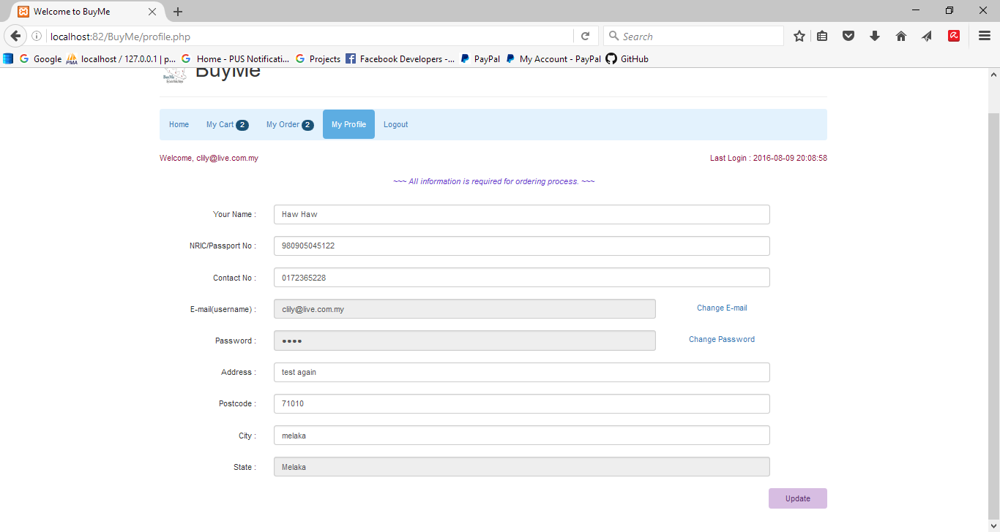 Welcome to BuyMe
localhost:82/BuyMe/profile.php
Search
Google
localhost / 127.0.0.1 | p...
Home - PUS Notificati...
Projects
Facebook Developers -...
PayPal
My Account - PayPal
GitHub
BuyMe
Home
My Cart 2
My Order 2
My Profile
Logout
Welcome, clily@live.com.my
Last Login : 2016-08-09 20:08:58
~~~ All information is required for ordering process. ~~~
Your Name : Haw Haw
NRIC/Passport No : 980905045122
Contact No : 0172365228
E-mail(username) : clily@live.com.my Change E-mail
Password : •••• Change Password
Address : test again
Postcode : 71010
City : melaka
State : Melaka
Update